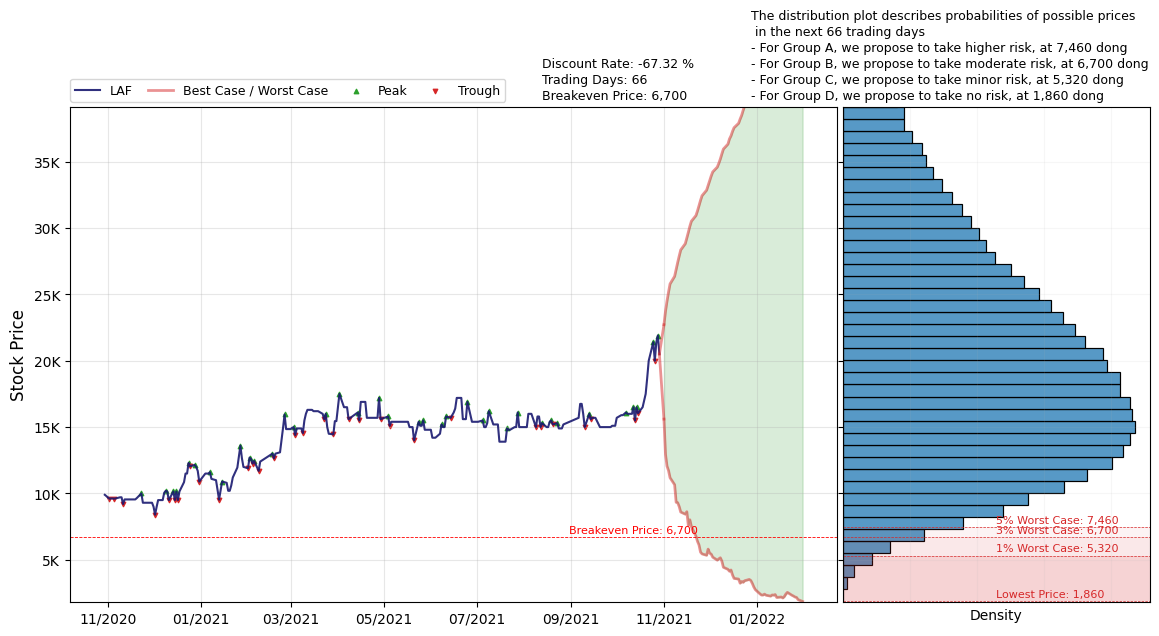 The distribution plot describes probabilities of possible prices
in the next 66 trading days
- For Group A, we propose to take higher risk, at 7,460 dong
- For Group B, we propose to take moderate risk, at 6,700 dong
- For Group C, we propose to take minor risk, at 5,320 dong
- For Group D, we propose to take no risk, at 1,860 dong
Discount Rate: -67.32 %
Trading Days: 66
Breakeven Price: 6,700
LAF Best Case / Worst Case Peak Trough
Stock Price
35K
30K
25K
20K
15K
10K
5K
Breakeven Price: 6,700
5% Worst Case: 7,460
3% Worst Case: 6,700
1% Worst Case: 5,320
Lowest Price: 1,860
11/2020 01/2021 03/2021 05/2021 07/2021 09/2021 11/2021 01/2022
Density